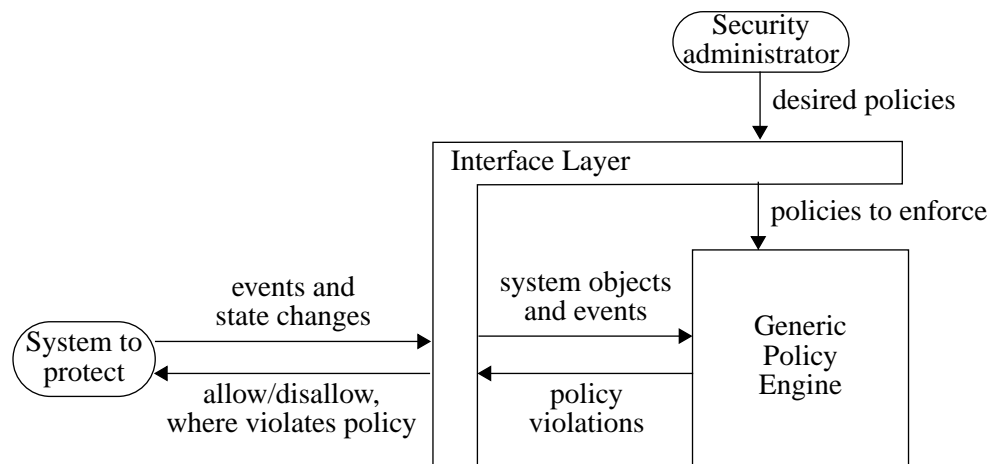 Security
administrator
desired policies
Interface Layer
policies to enforce
events and
state changes
system objects
and events
System to
protect
Generic
Policy
Engine
allow/disallow,
where violates policy
policy
violations